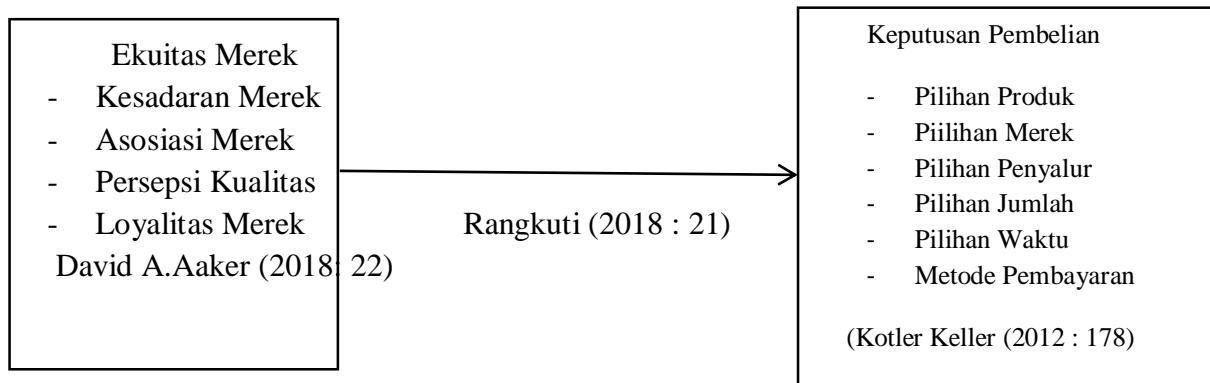 Ekuitas Merek
- Kesadaran Merek
- Asosiasi Merek
- Persepsi Kualitas
- Loyalitas Merek
David A.Aaker (2018: 22)
Rangkuti (2018 : 21)
Keputusan Pembelian
- Pilihan Produk
- Piilihan Merek
- Pilihan Penyalur
- Pilihan Jumlah
- Pilihan Waktu
- Metode Pembayaran
(Kotler Keller (2012 : 178)